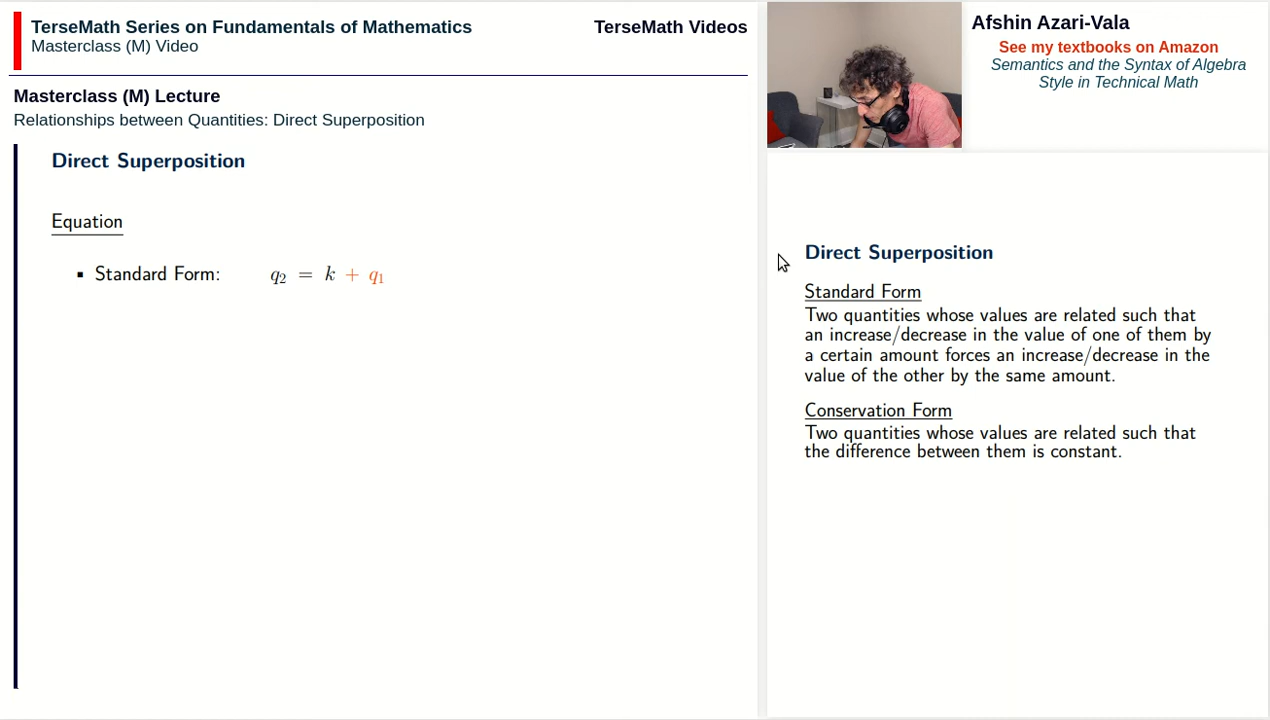 TerseMath Series on Fundamentals of Mathematics
Masterclass (M) Video
TerseMath Videos
Masterclass (M) Lecture
Relationships between Quantities: Direct Superposition
Direct Superposition
Equation
▪ Standard Form: q₂ = k + q₁
Afshin Azari-Vala
See my textbooks on Amazon
Semantics and the Syntax of Algebra
Style in Technical Math
Direct Superposition
Standard Form
Two quantities whose values are related such that
an increase/decrease in the value of one of them by
a certain amount forces an increase/decrease in the
value of the other by the same amount.
Conservation Form
Two quantities whose values are related such that
the difference between them is constant.